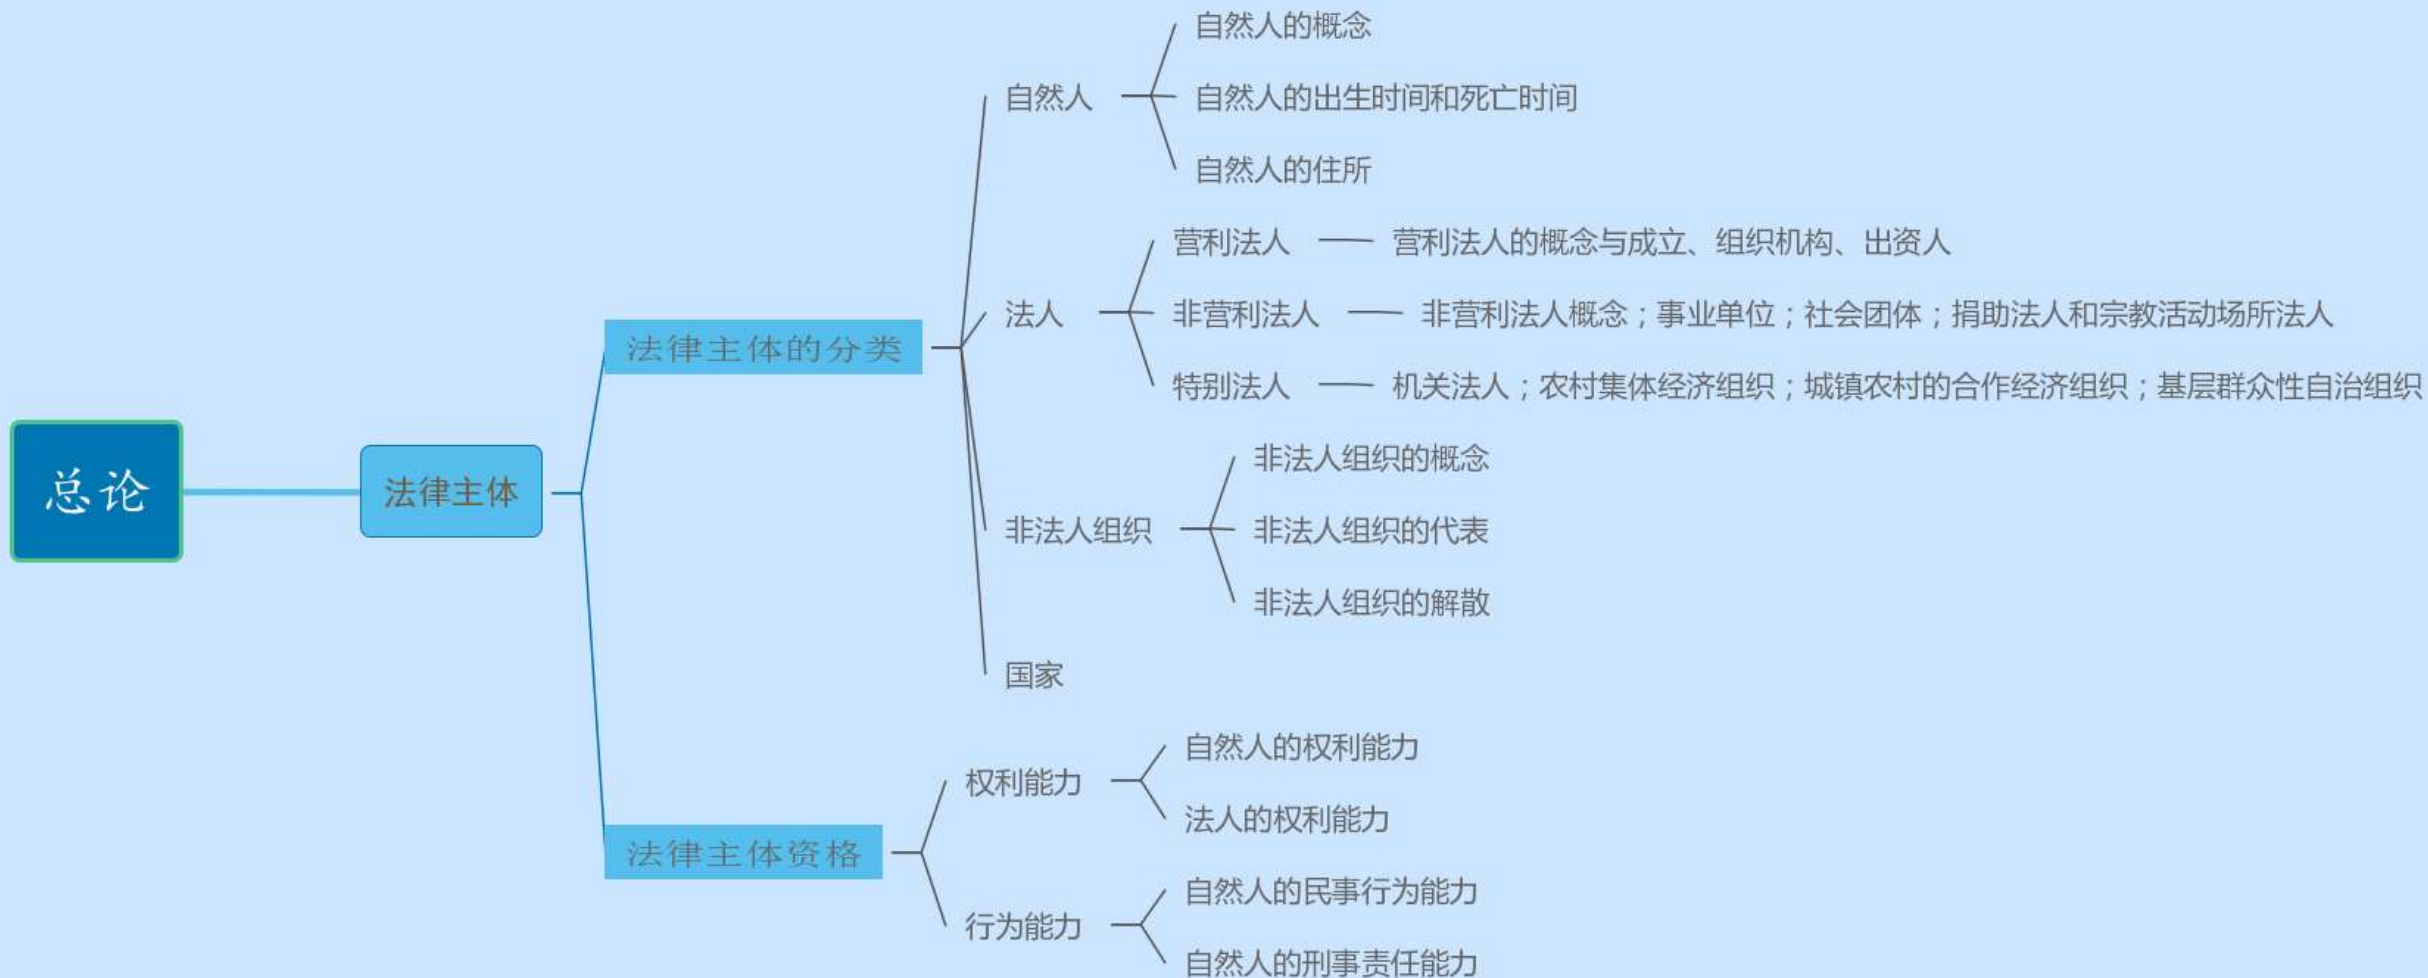 总论
法律主体
法律主体的分类
自然人
自然人的概念
自然人的出生时间和死亡时间
自然人的住所
法人
营利法人
营利法人的概念与成立、组织机构、出资人
非营利法人
非营利法人概念；事业单位；社会团体；捐助法人和宗教活动场所法人
特别法人
机关法人；农村集体经济组织；城镇农村的合作经济组织；基层群众性自治组织
非法人组织
非法人组织的概念
非法人组织的代表
非法人组织的解散
国家
法律主体资格
权利能力
自然人的权利能力
法人的权利能力
行为能力
自然人的民事行为能力
自然人的刑事责任能力